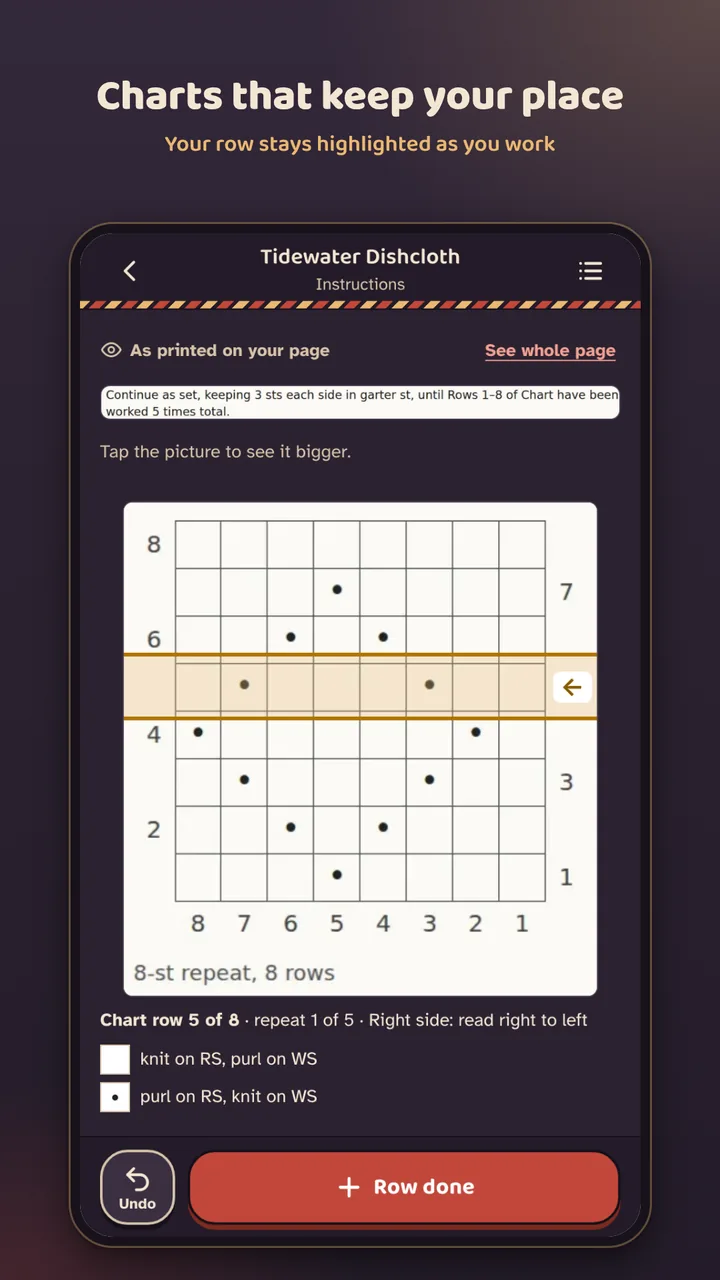 Charts that keep your place
Your row stays highlighted as you work
Tidewater Dishcloth
Instructions
As printed on your page
See whole page
Continue as set, keeping 3 sts each side in garter st, until Rows 1–8 of Chart have been
worked 5 times total.
Tap the picture to see it bigger.
8
7
6
4
3
2
1
8 7 6 5 4 3 2 1
8-st repeat, 8 rows
Chart row 5 of 8 · repeat 1 of 5 · Right side: read right to left
knit on RS, purl on WS
purl on RS, knit on WS
Undo
Row done